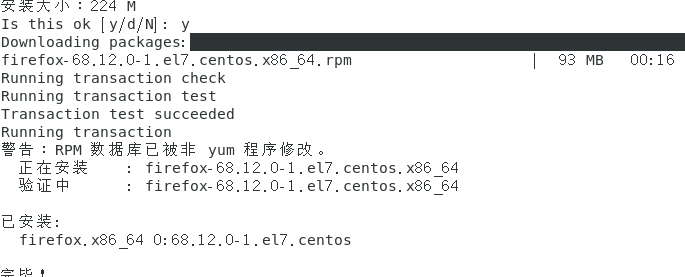 安装大小：224 M
Is this ok [y/d/N]: y
Downloading packages:
firefox-68.12.0-1.el7.centos.x86_64.rpm | 93 MB 00:16
Running transaction check
Running transaction test
Transaction test succeeded
Running transaction
警告：RPM 数据库已被非 yum 程序修改。
正在安装 : firefox-68.12.0-1.el7.centos.x86_64
验证中 : firefox-68.12.0-1.el7.centos.x86_64
已安装:
firefox.x86_64 0:68.12.0-1.el7.centos
完毕！